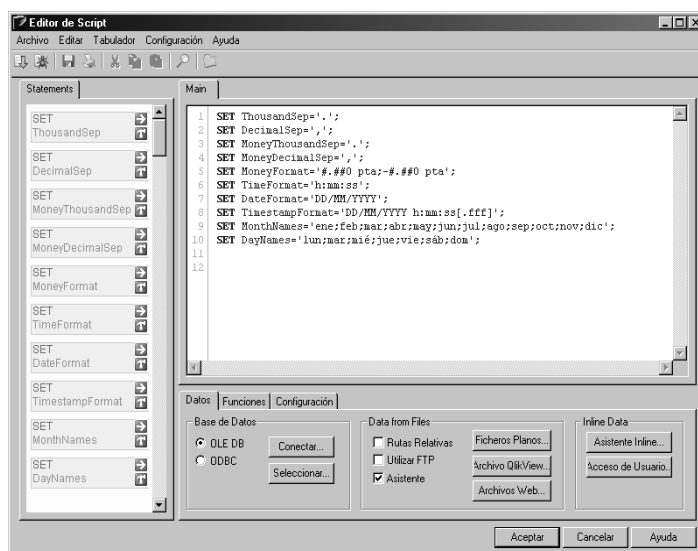 Editor de Script
Archivo Editar Tabulador Configuración Ayuda
Statements
SET
ThousandSep
SET
DecimalSep
SET
MoneyThousandSep
SET
MoneyDecimalSep
SET
MoneyFormat
SET
TimeFormat
SET
DateFormat
SET
TimestampFormat
SET
MonthNames
SET
DayNames
Main
1 SET ThousandSep='.';
2 SET DecimalSep=',';
3 SET MoneyThousandSep='.';
4 SET MoneyDecimalSep=',';
5 SET MoneyFormat='#.##0 pta;-#.##0 pta';
6 SET TimeFormat='h:mm:ss';
7 SET DateFormat='DD/MM/YYYY';
8 SET TimestampFormat='DD/MM/YYYY h:mm:ss[.fff]';
9 SET MonthNames='ene;feb;mar;abr;may;jun;jul;ago;sep;oct;nov;dic';
10 SET DayNames='lun;mar;mié;jue;vie;sáb;dom';
11
12
Datos Funciones Configuración
Base de Datos
OLE DB
ODBC
Conectar...
Seleccionar...
Data from Files
Rutas Relativas
Utilizar FTP
Asistente
Ficheros Planos...
Archivo QlikView...
Archivos Web...
Inline Data
Asistente Inline...
Acceso de Usuario...
Aceptar Cancelar Ayuda